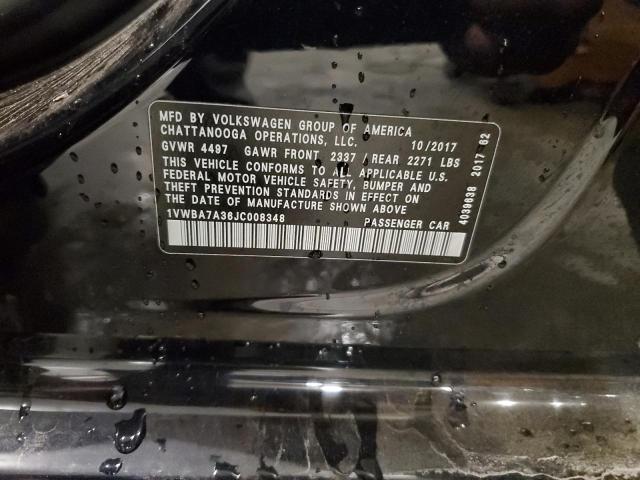 MFD BY VOLKSWAGEN GROUP OF AMERICA
CHATTANOOGA OPERATIONS, LLC. 10/2017
GVWR 4497 GAWR FRONT 2337 / REAR 2271 LBS
THIS VEHICLE CONFORMS TO ALL APPLICABLE U.S.
FEDERAL MOTOR VEHICLE SAFETY, BUMPER AND
THEFT PREVENTION STANDARDS IN EFFECT ON
THE DATE OF MANUFACTURE SHOWN ABOVE
1VWBA7A36JC008348 PASSENGER CAR
4039638 2017 62